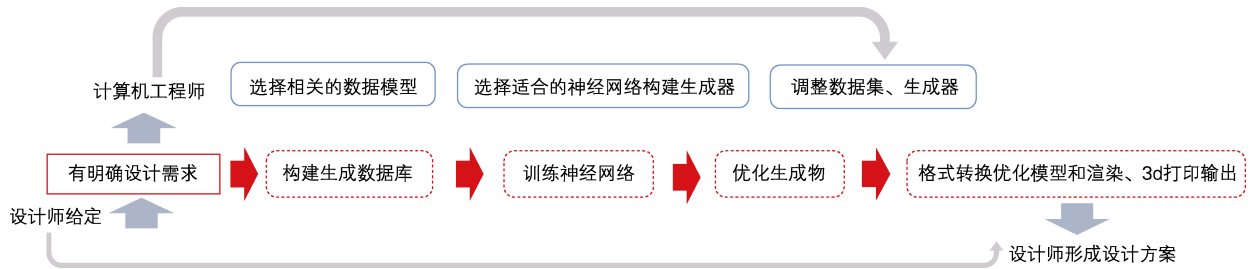 计算机工程师
选择相关的数据模型
选择适合的神经网络构建生成器
调整数据集、生成器
有明确设计需求
构建生成数据库
训练神经网络
优化生成物
格式转换优化模型和渲染、3d打印输出
设计师给定
设计师形成设计方案